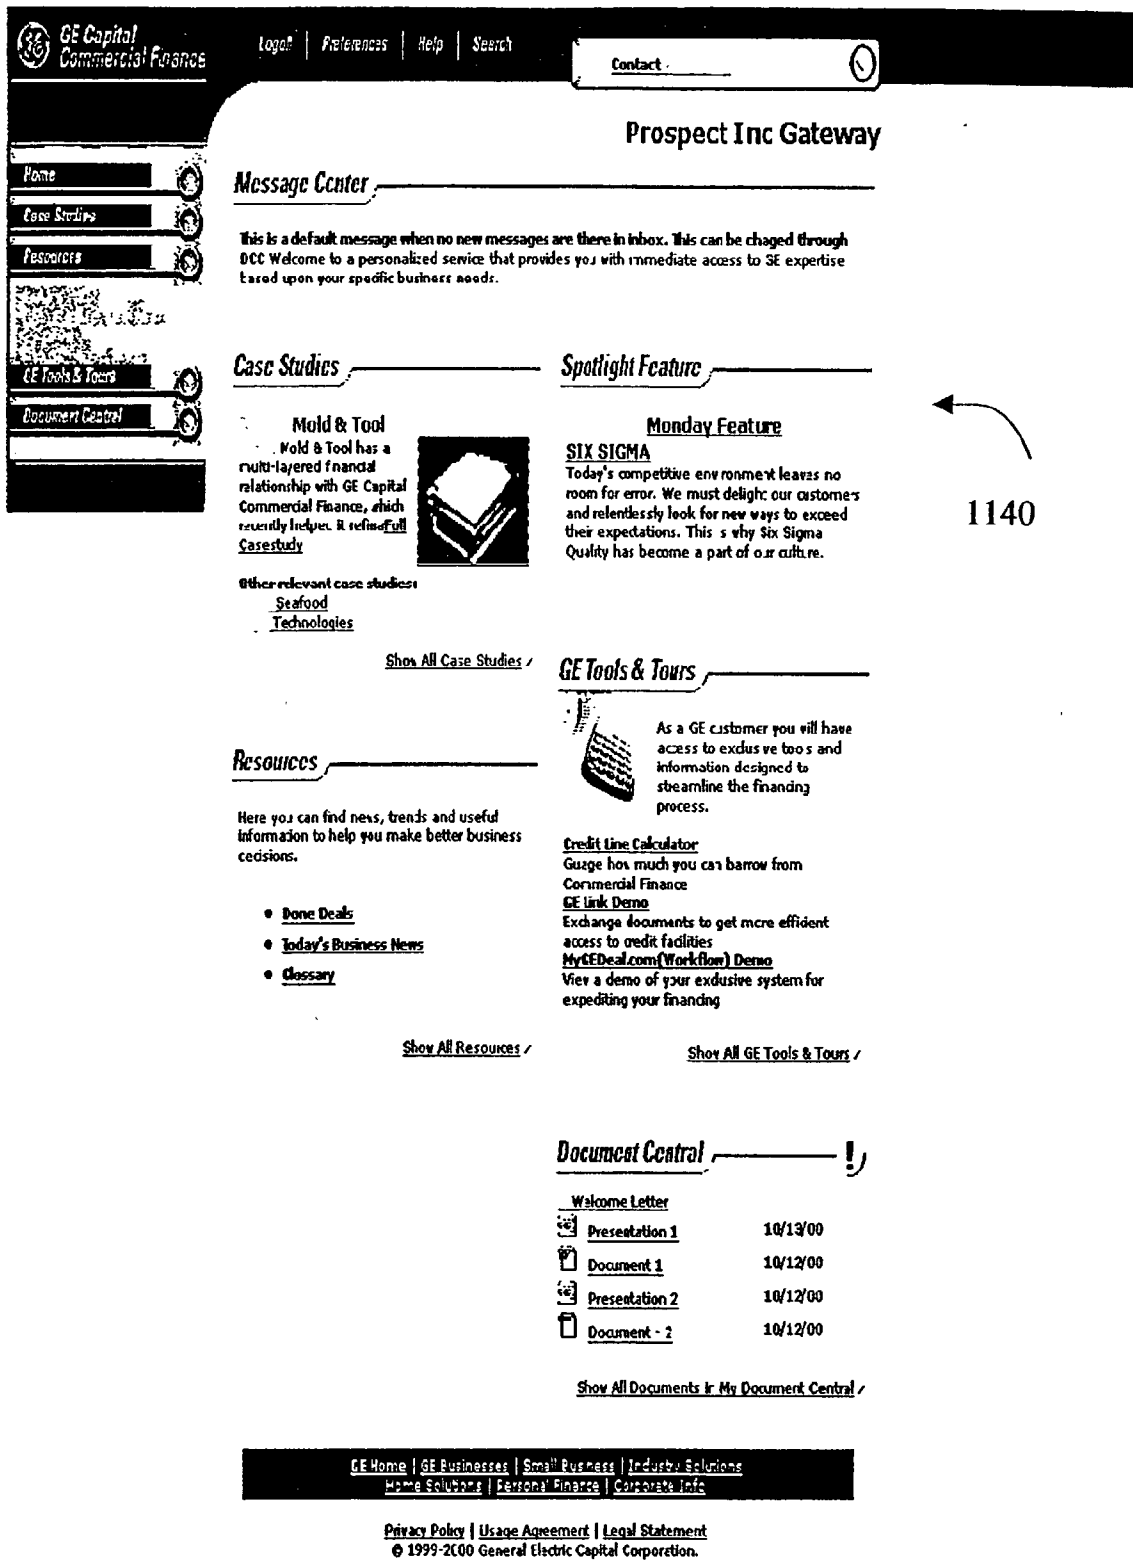 GE Capital
Commercial Finance
Logoff | Preferences | Help | Search
Contact
Prospect Inc Gateway
Home
Case Studies
Resources
GE Tools & Tours
Document Central
Message Center
This is a default message when no new messages are there in inbox. This can be chaged through
DCC Welcome to a personalized service that provides you with immediate access to GE expertise
based upon your specific business needs.
Case Studies
Mold & Tool
Mold & Tool has a
multi-layered financial
relationship with GE Capital
Commercial Finance, which
recently helped it refine Full
Casestudy
Other relevant case studies:
Seafood
Technologies
Show All Case Studies
Spotlight Feature
Monday Feature
SIX SIGMA
Today's competitive environment leaves no
room for error. We must delight our customers
and relentlessly look for new ways to exceed
their expectations. This is why Six Sigma
Quality has become a part of our culture.
1140
GE Tools & Tours
As a GE customer you will have
access to exclusive tools and
information designed to
streamline the financing
process.
Credit Line Calculator
Guage how much you can barrow from
Commercial Finance
GE Link Demo
Exchange documents to get more efficient
access to credit facilities
MyGEDeal.com(Workflow) Demo
View a demo of your exclusive system for
expediting your financing
Show All GE Tools & Tours
Resources
Here you can find news, trends and useful
information to help you make better business
decisions.
• Done Deals
• Today's Business News
• Glossary
Show All Resources
Document Central !
Welcome Letter
Presentation 1 10/13/00
Document 1 10/12/00
Presentation 2 10/12/00
Document - 2 10/12/00
Show All Documents in My Document Central
GE Home | GE Businesses | Small Business | Industry Solutions
Home Solutions | Personal Finance | Corporate Info
Privacy Policy | Usage Agreement | Legal Statement
© 1999-2000 General Electric Capital Corporation.